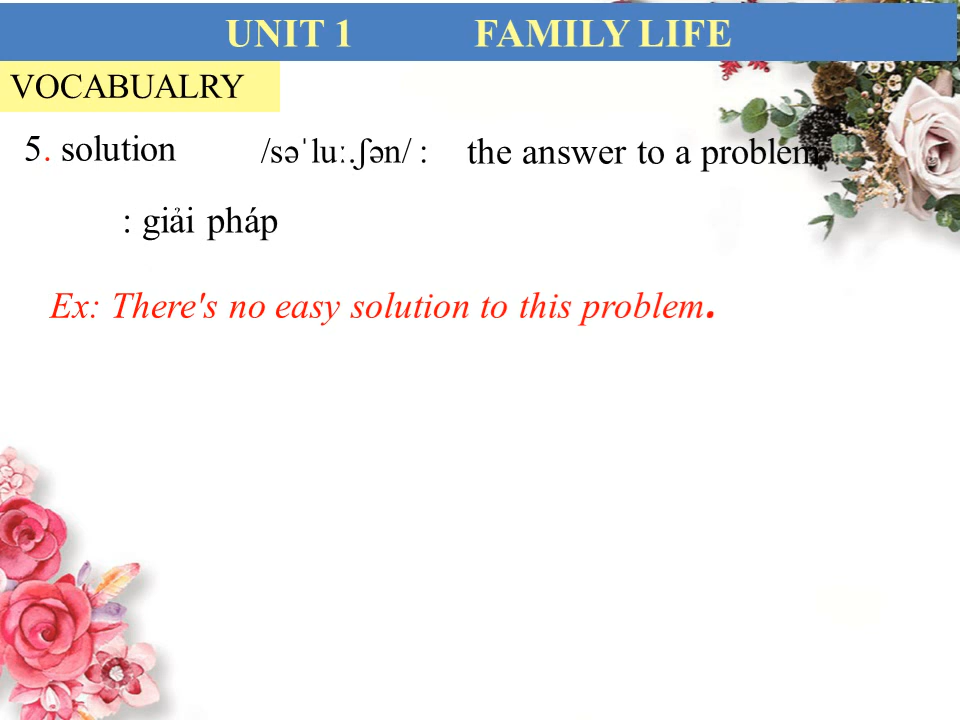 UNIT 1 FAMILY LIFE
VOCABUALRY
5. solution /səˈluː.ʃən/ : the answer to a problem
: giải pháp
Ex: There's no easy solution to this problem.